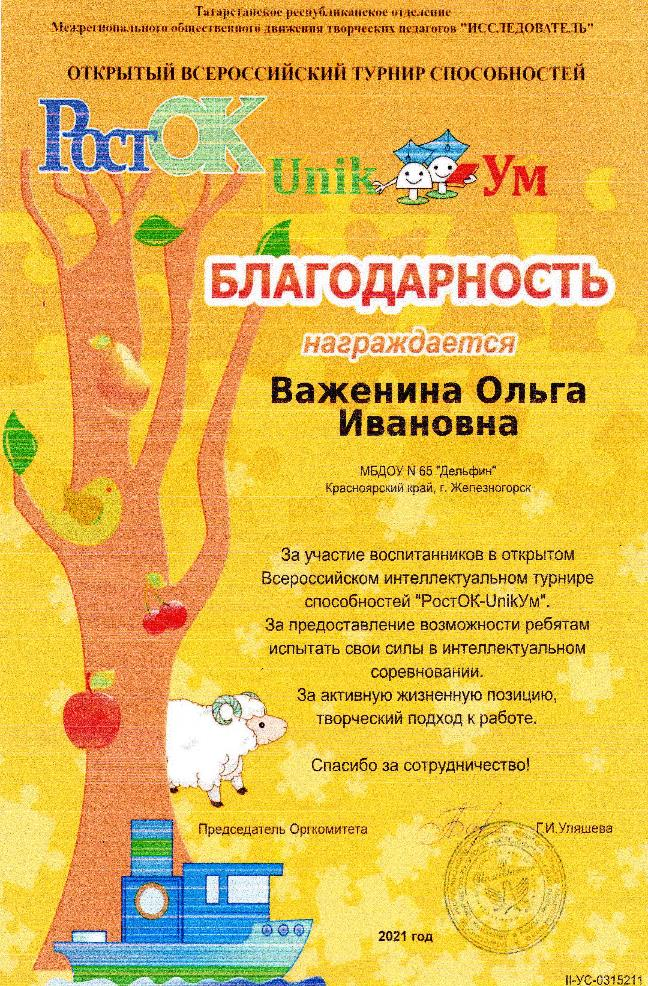 Татарстанское республиканское отделение
Межрегионального общественного движения творческих педагогов "ИССЛЕДОВАТЕЛЬ"
ОТКРЫТЫЙ ВСЕРОССИЙСКИЙ ТУРНИР СПОСОБНОСТЕЙ
РостОК
Unik Ум
БЛАГОДАРНОСТЬ
награждается
Важенина Ольга
Ивановна
МБДОУ N 65 "Дельфин"
Красноярский край, г. Железногорск
За участие воспитанников в открытом
Всероссийском интеллектуальном турнире
способностей "РостОК-UnikУм".
За предоставление возможности ребятам
испытать свои силы в интеллектуальном
соревновании.
За активную жизненную позицию,
творческий подход к работе.
Спасибо за сотрудничество!
Председатель Оргкомитета Г.И.Уляшева
2021 год
II-УС-0315211